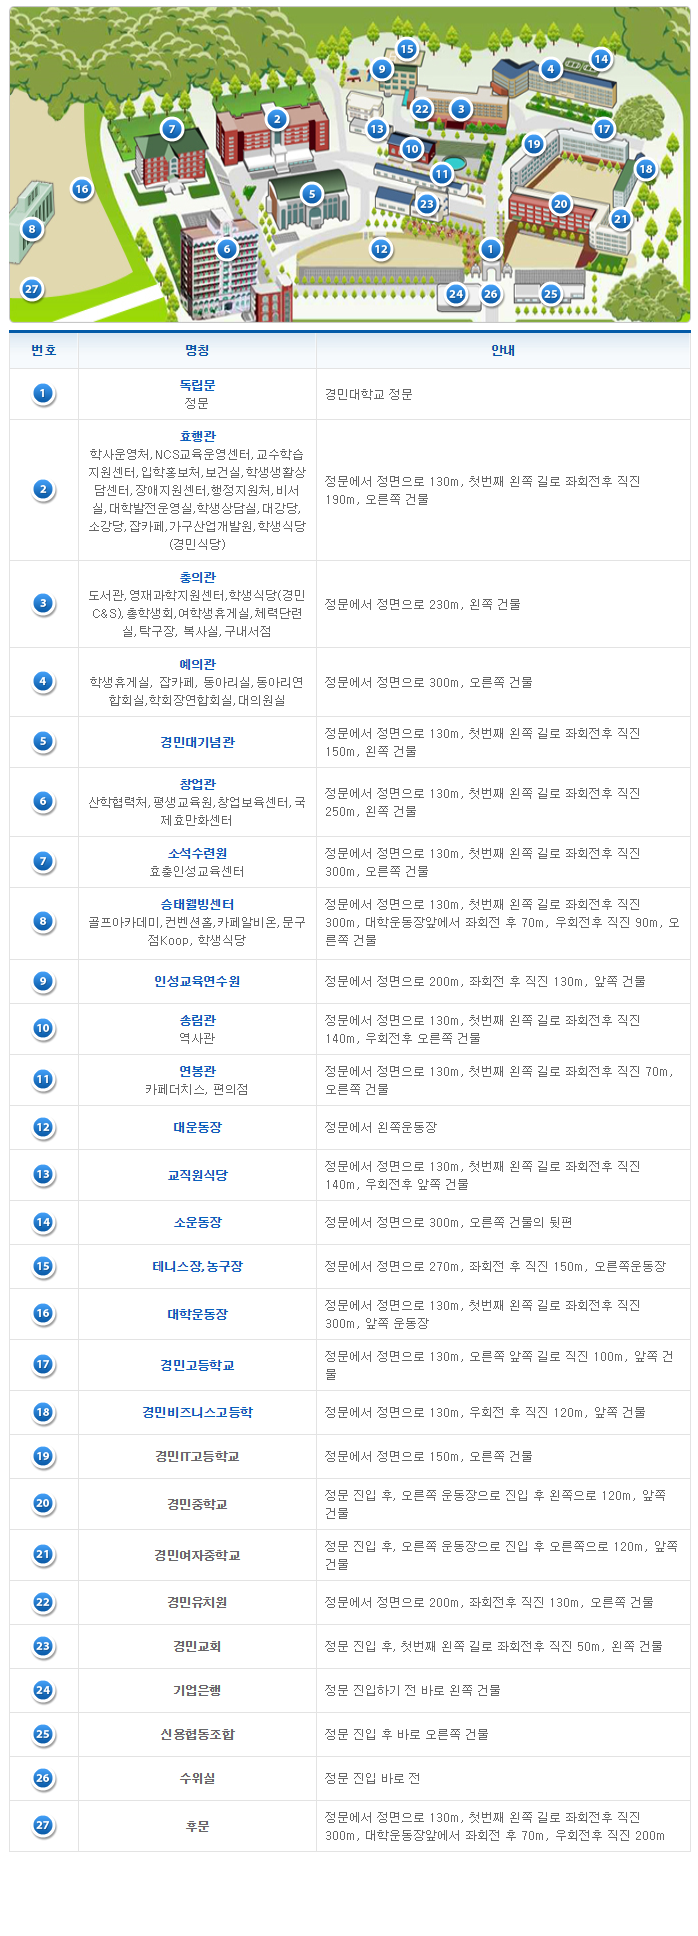 15
9
14
4
22
3
2
7
13
17
10
19
11
18
16
5
23
20
21
8
6
12
1
27
24
26
25
번호 명칭 안내
1 독립문
정문
경민대학교 정문
2 효행관
학사운영처,NCS교육운영센터,교수학습
지원센터,입학홍보처,보건실,학생생활상
담센터,장애지원센터,행정지원처,비서
실,대학발전운영실,학생상담실,대강당,
소강당,잡카페,가구산업개발원,학생식당
(경민식당)
정문에서 정면으로 130m, 첫번째 왼쪽 길로 좌회전후 직진
190m, 오른쪽 건물
3 홍의관
도서관,영재과학지원센터,학생식당(경민
C&S),총학생회,여학생휴게실,체력단련
실,탁구장, 복사실,구내서점
정문에서 정면으로 230m, 왼쪽 건물
4 예의관
학생휴게실, 잡카페, 동아리실,동아리연
합회실,학회장연합회실,대의원실
정문에서 정면으로 300m, 오른쪽 건물
5 경민대기념관
정문에서 정면으로 130m, 첫번째 왼쪽 길로 좌회전후 직진
150m, 왼쪽 건물
6 창업관
산학협력처,평생교육원,창업보육센터,국
제효만화센터
정문에서 정면으로 130m, 첫번째 왼쪽 길로 좌회전후 직진
250m, 왼쪽 건물
7 소석수련원
효충인성교육센터
정문에서 정면으로 130m, 첫번째 왼쪽 길로 좌회전후 직진
300m, 오른쪽 건물
8 승태웰빙센터
골프아카데미,컨벤션홀,카페알비온,문구
점Koop, 학생식당
정문에서 정면으로 130m, 첫번째 왼쪽 길로 좌회전후 직진
300m, 대학운동장앞에서 좌회전 후 70m, 우회전후 직진 90m, 오
른쪽 건물
9 인성교육연수원
정문에서 정면으로 200m, 좌회전 후 직진 130m, 앞쪽 건물
10 송림관
역사관
정문에서 정면으로 130m, 첫번째 왼쪽 길로 좌회전후 직진
140m, 우회전후 오른쪽 건물
11 연봉관
카페더치스, 편의점
정문에서 정면으로 130m, 첫번째 왼쪽 길로 좌회전후 직진 70m,
오른쪽 건물
12 대운동장
정문에서 왼쪽운동장
13 교직원식당
정문에서 정면으로 130m, 첫번째 왼쪽 길로 좌회전후 직진
140m, 우회전후 앞쪽 건물
14 소운동장
정문에서 정면으로 300m, 오른쪽 건물의 뒷편
15 테니스장,농구장
정문에서 정면으로 270m, 좌회전 후 직진 150m, 오른쪽운동장
16 대학운동장
정문에서 정면으로 130m, 첫번째 왼쪽 길로 좌회전후 직진
300m, 앞쪽 운동장
17 경민고등학교
정문에서 정면으로 130m, 오른쪽 앞쪽 길로 직진 100m, 앞쪽 건
물
18 경민비즈니스고등학
정문에서 정면으로 130m, 우회전 후 직진 120m, 앞쪽 건물
19 경민IT고등학교
정문에서 정면으로 150m, 오른쪽 건물
20 경민중학교
정문 진입 후, 오른쪽 운동장으로 진입 후 왼쪽으로 120m, 앞쪽
건물
21 경민여자중학교
정문 진입 후, 오른쪽 운동장으로 진입 후 오른쪽으로 120m, 앞쪽
건물
22 경민유치원
정문에서 정면으로 200m, 좌회전후 직진 130m, 오른쪽 건물
23 경민교회
정문 진입 후, 첫번째 왼쪽 길로 좌회전후 직진 50m, 왼쪽 건물
24 기업은행
정문 진입하기 전 바로 왼쪽 건물
25 신용협동조합
정문 진입 후 바로 오른쪽 건물
26 수위실
정문 진입 바로 전
27 후문
정문에서 정면으로 130m, 첫번째 왼쪽 길로 좌회전후 직진
300m, 대학운동장앞에서 좌회전 후 70m, 우회전후 직진 200m